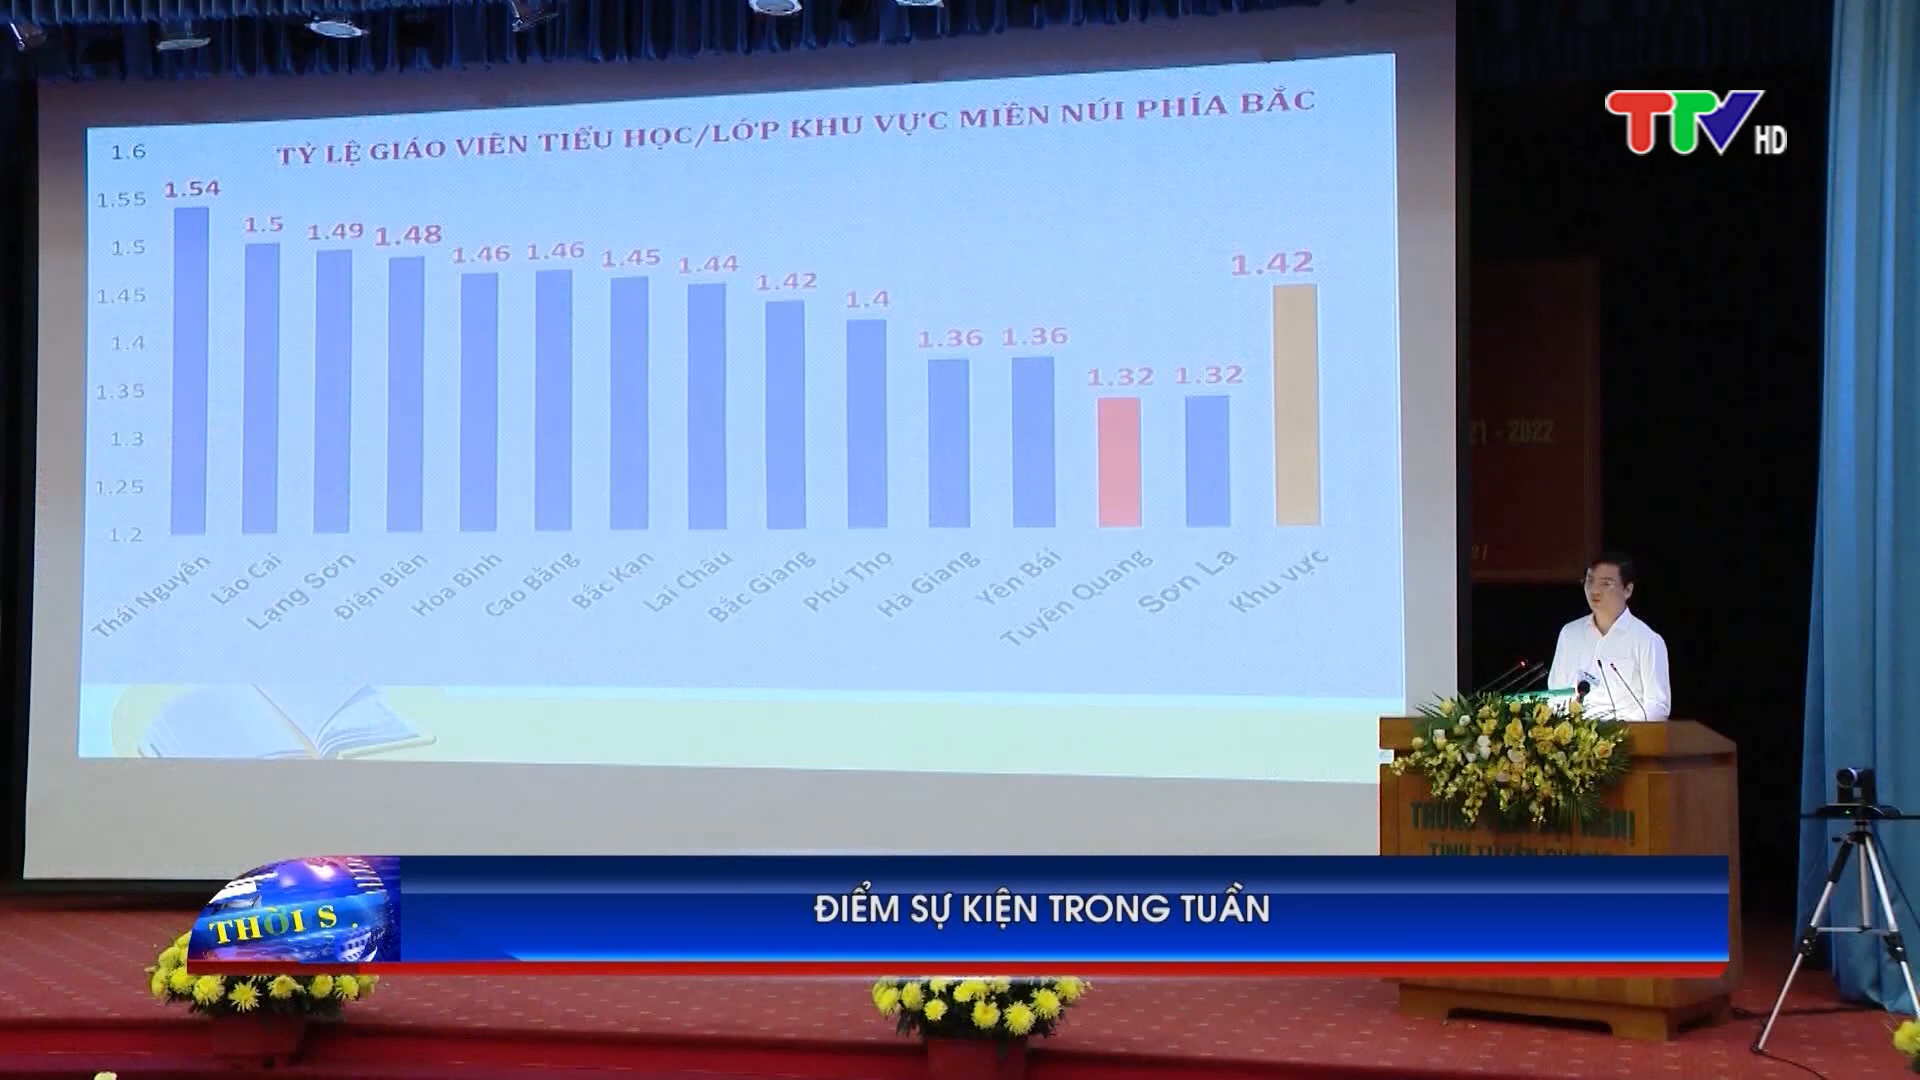 TTV HD
TỶ LỆ GIÁO VIÊN TIỂU HỌC/LỚP KHU VỰC MIỀN NÚI PHÍA BẮC
1.6
1.55
1.5
1.45
1.4
1.35
1.3
1.25
1.2
1.54
1.5
1.49
1.48
1.46
1.46
1.45
1.44
1.42
1.4
1.36
1.36
1.32
1.32
1.42
Thái Nguyên
Lào Cai
Lạng Sơn
Điện Biên
Hòa Bình
Cao Bằng
Bắc Kạn
Lai Châu
Bắc Giang
Phú Thọ
Hà Giang
Yên Bái
Tuyên Quang
Sơn La
Khu vực
21 - 2022
THỜI S
ĐIỂM SỰ KIỆN TRONG TUẦN